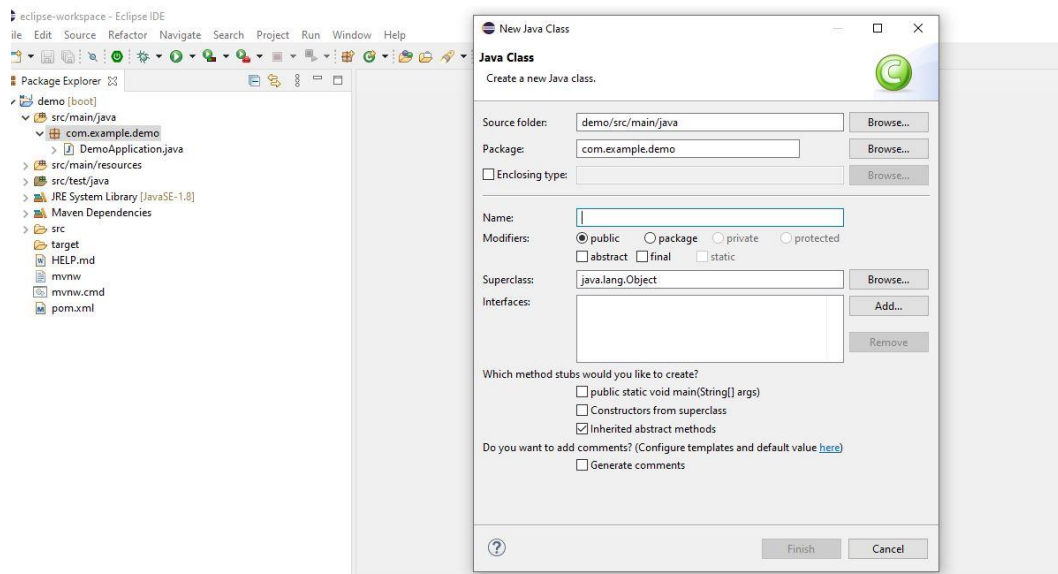 eclipse-workspace - Eclipse IDE
ile Edit Source Refactor Navigate Search Project Run Window Help
Package Explorer
demo [boot]
src/main/java
com.example.demo
DemoApplication.java
src/main/resources
src/test/java
JRE System Library [JavaSE-1.8]
Maven Dependencies
src
target
HELP.md
mvnw
mvnw.cmd
pom.xml
New Java Class
Java Class
Create a new Java class.
Source folder: demo/src/main/java Browse...
Package: com.example.demo Browse...
Enclosing type: Browse...
Name:
Modifiers: public package private protected
abstract final static
Superclass: java.lang.Object Browse...
Interfaces: Add...
Remove
Which method stubs would you like to create?
public static void main(String[] args)
Constructors from superclass
Inherited abstract methods
Do you want to add comments? (Configure templates and default value here)
Generate comments
Finish Cancel